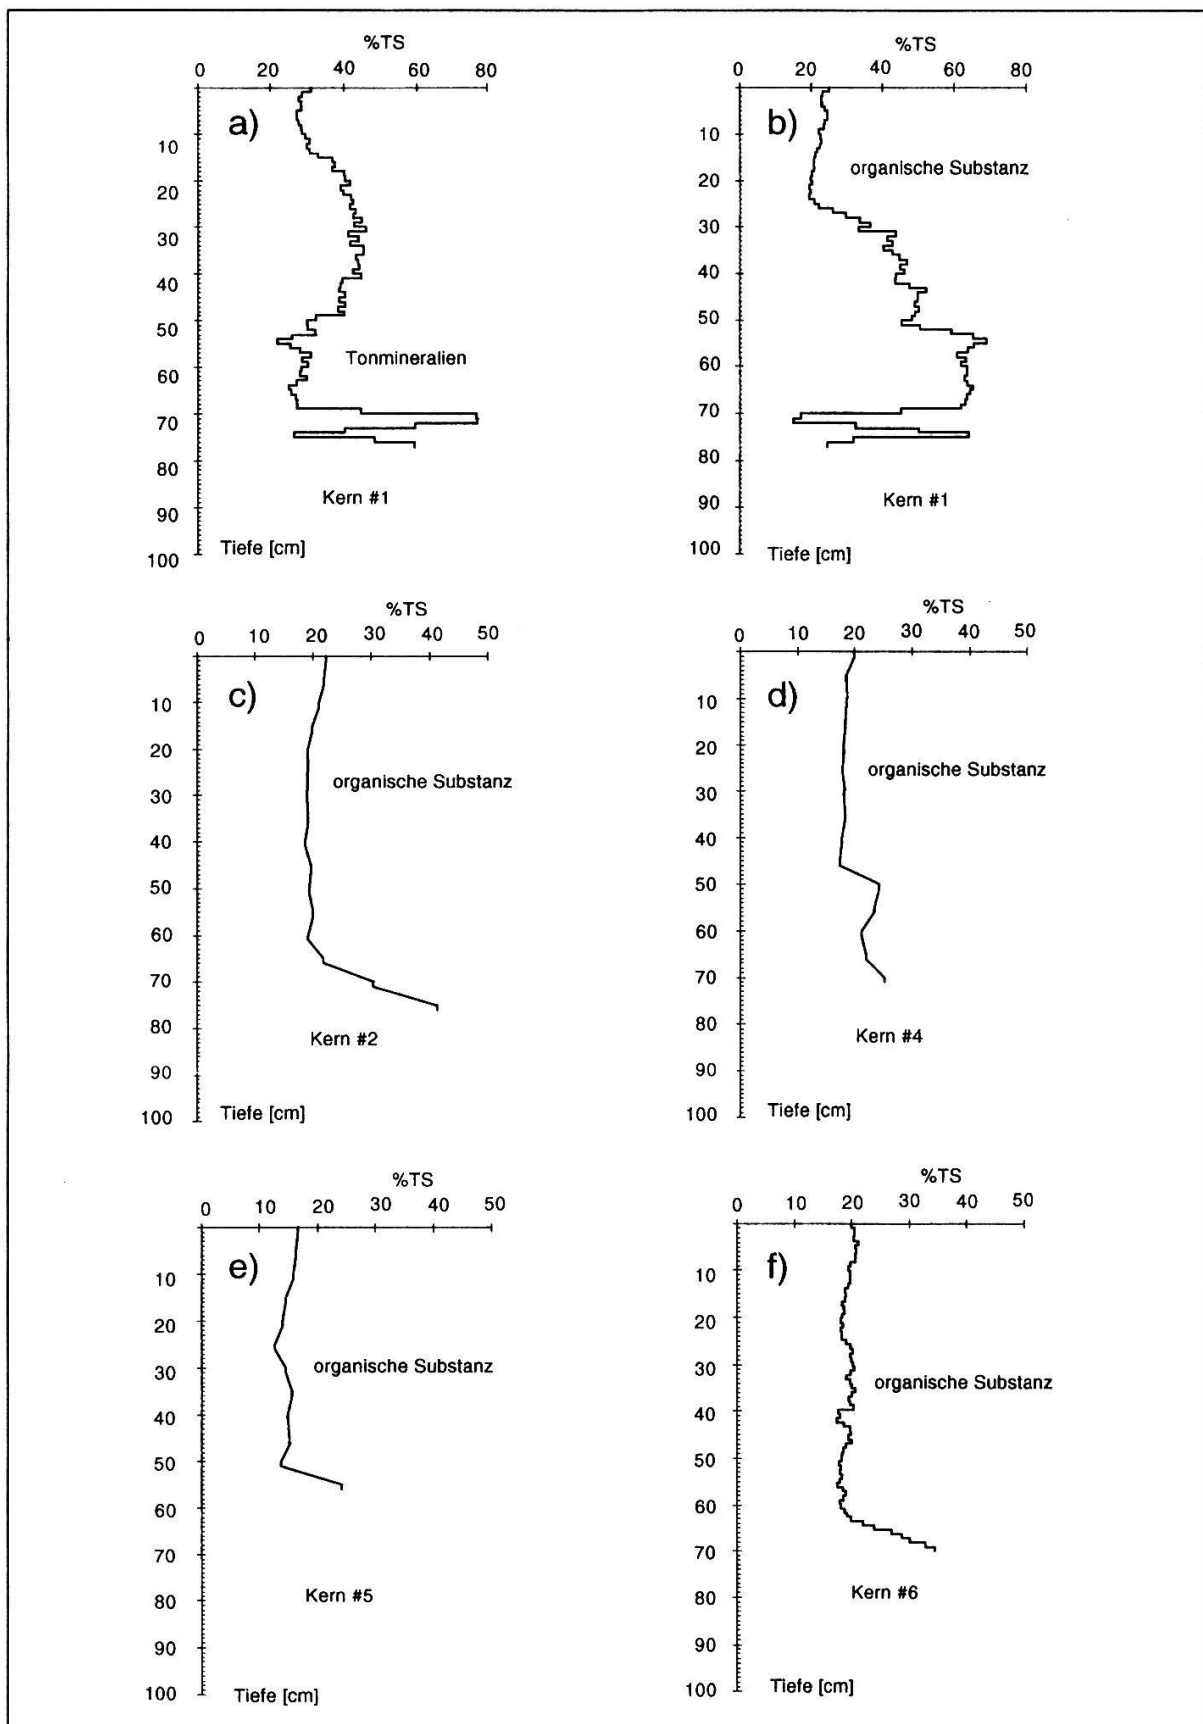 %TS
0 20 40 60 80
a)
10
20
30
40
50
60
70
80
90
100
Tonmineralien
Kern #1
Tiefe [cm]
%TS
0 20 40 60 80
b)
10
20
30
40
50
60
70
80
90
100
organische Substanz
Kern #1
Tiefe [cm]
%TS
0 10 20 30 40 50
c)
10
20
30
40
50
60
70
80
90
100
organische Substanz
Kern #2
Tiefe [cm]
%TS
0 10 20 30 40 50
d)
10
20
30
40
50
60
70
80
90
100
organische Substanz
Kern #4
Tiefe [cm]
%TS
0 10 20 30 40 50
e)
10
20
30
40
50
60
70
80
90
100
organische Substanz
Kern #5
Tiefe [cm]
%TS
0 10 20 30 40 50
f)
10
20
30
40
50
60
70
80
90
100
organische Substanz
Kern #6
Tiefe [cm]